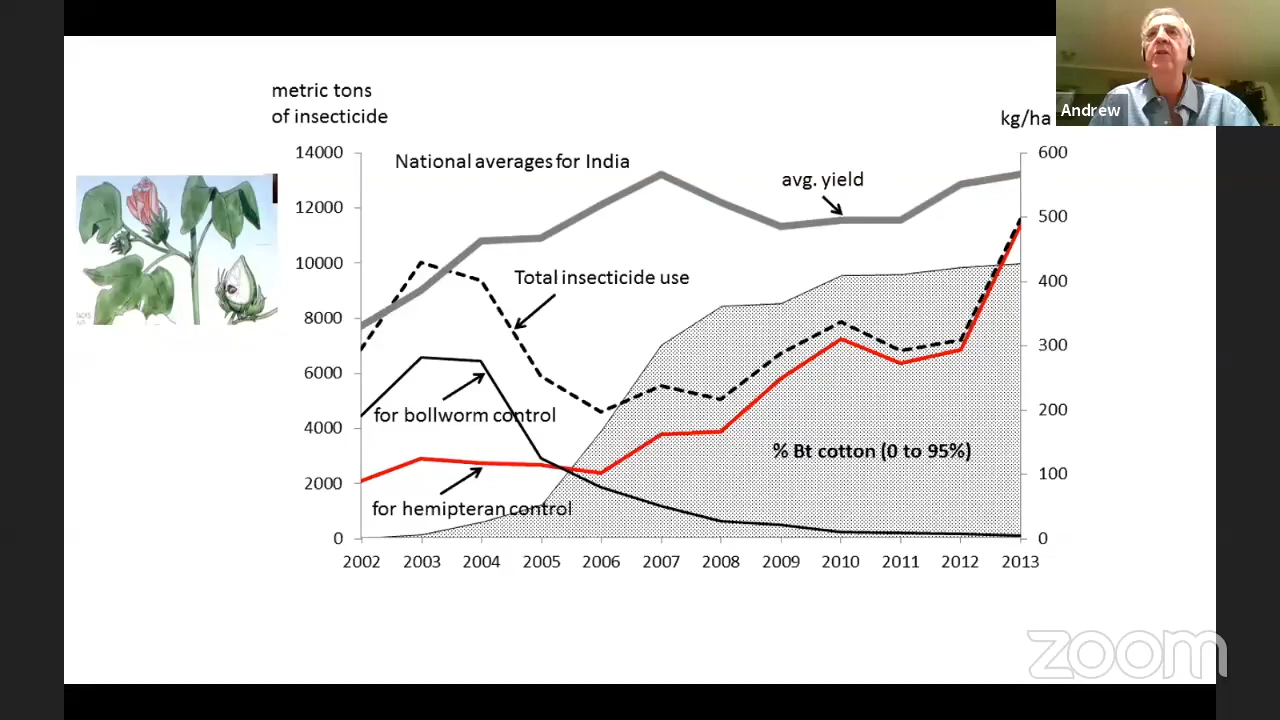 metric tons
of insecticide
kg/ha
Andrew
14000
12000
10000
8000
6000
4000
2000
0
National averages for India
avg. yield
Total insecticide use
for bollworm control
for hemipteran control
% Bt cotton (0 to 95%)
600
500
400
300
200
100
0
2002 2003 2004 2005 2006 2007 2008 2009 2010 2011 2012 2013
zoom